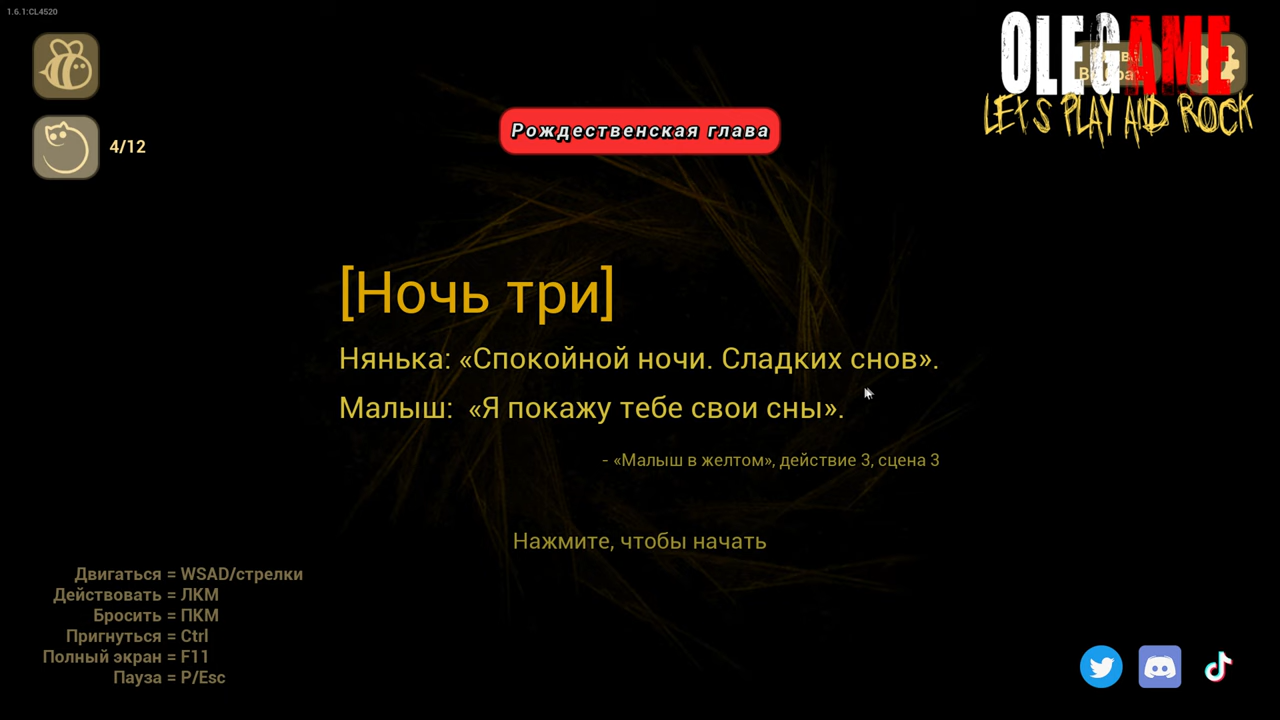 1.6.1:CL4520
OLEGAME
LET'S PLAY AND ROCK
Рождественская глава
4/12
[Ночь три]
Нянька: «Спокойной ночи. Сладких снов».
Малыш: «Я покажу тебе свои сны».
- «Малыш в желтом», действие 3, сцена 3
Нажмите, чтобы начать
Двигаться = WSAD/стрелки
Действовать = ЛКМ
Бросить = ПКМ
Пригнуться = Ctrl
Полный экран = F11
Пауза = P/Esc